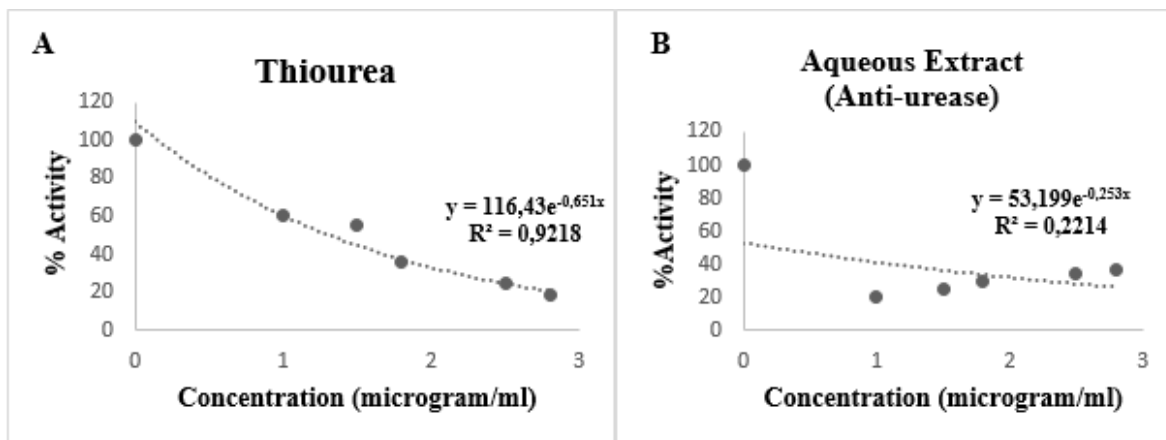 A
Thiourea
% Activity
120
100
80
60
40
20
0
0 1 2 3
y = 116,43e^-0,651x
R² = 0,9218
Concentration (microgram/ml)
B
Aqueous Extract
(Anti-urease)
%Activity
120
100
80
60
40
20
0
0 1 2 3
y = 53,199e^-0,253x
R² = 0,2214
Concentration (microgram/ml)